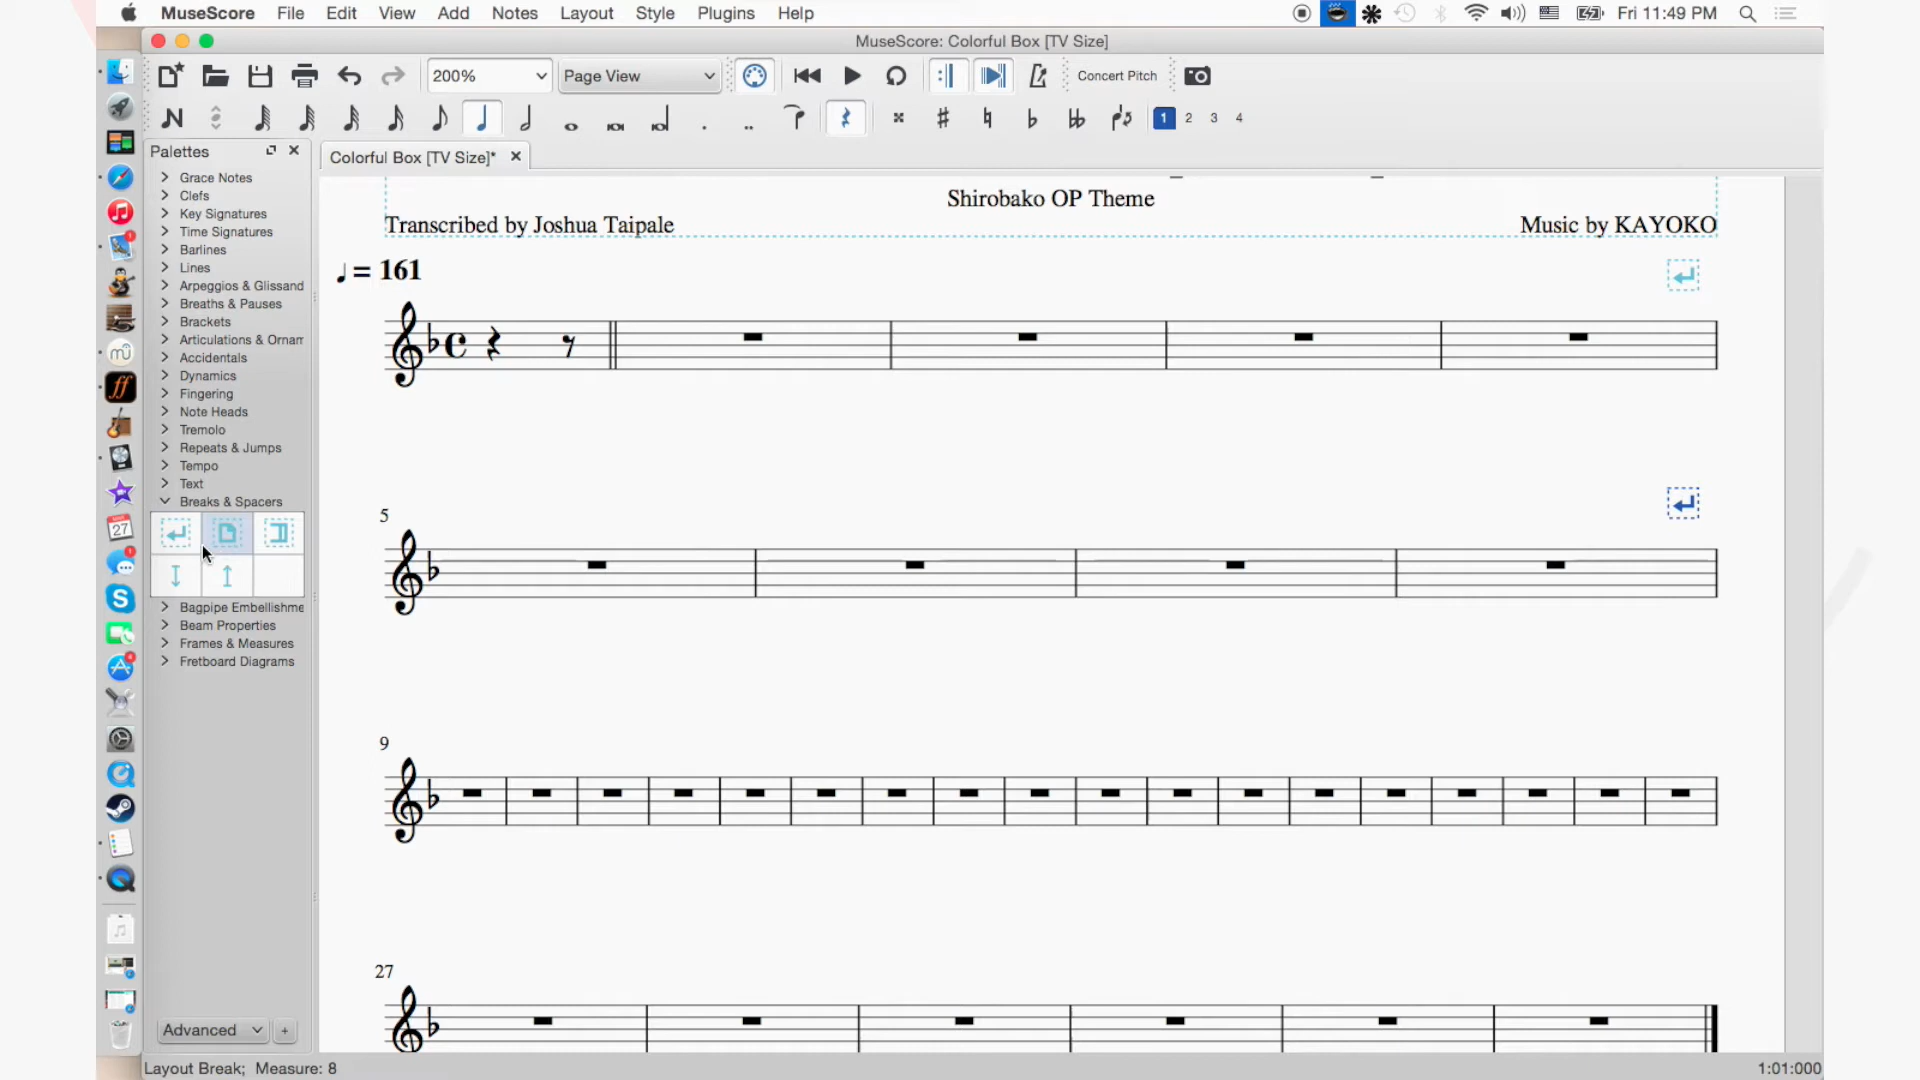 MuseScore File Edit View Add Notes Layout Style Plugins Help Fri 11:49 PM
MuseScore: Colorful Box [TV Size]
200% Page View Concert Pitch
1 2 3 4
Palettes
Colorful Box [TV Size]*
Grace Notes
Clefs
Key Signatures
Time Signatures
Barlines
Lines
Arpeggios & Glissand
Breaths & Pauses
Brackets
Articulations & Ornam
Accidentals
Dynamics
Fingering
Note Heads
Tremolo
Repeats & Jumps
Tempo
Text
Breaks & Spacers
Bagpipe Embellishme
Beam Properties
Frames & Measures
Fretboard Diagrams
Advanced +
Shirobako OP Theme
Transcribed by Joshua Taipale Music by KAYOKO
= 161
5
9
27
Layout Break; Measure: 8 1:01:000